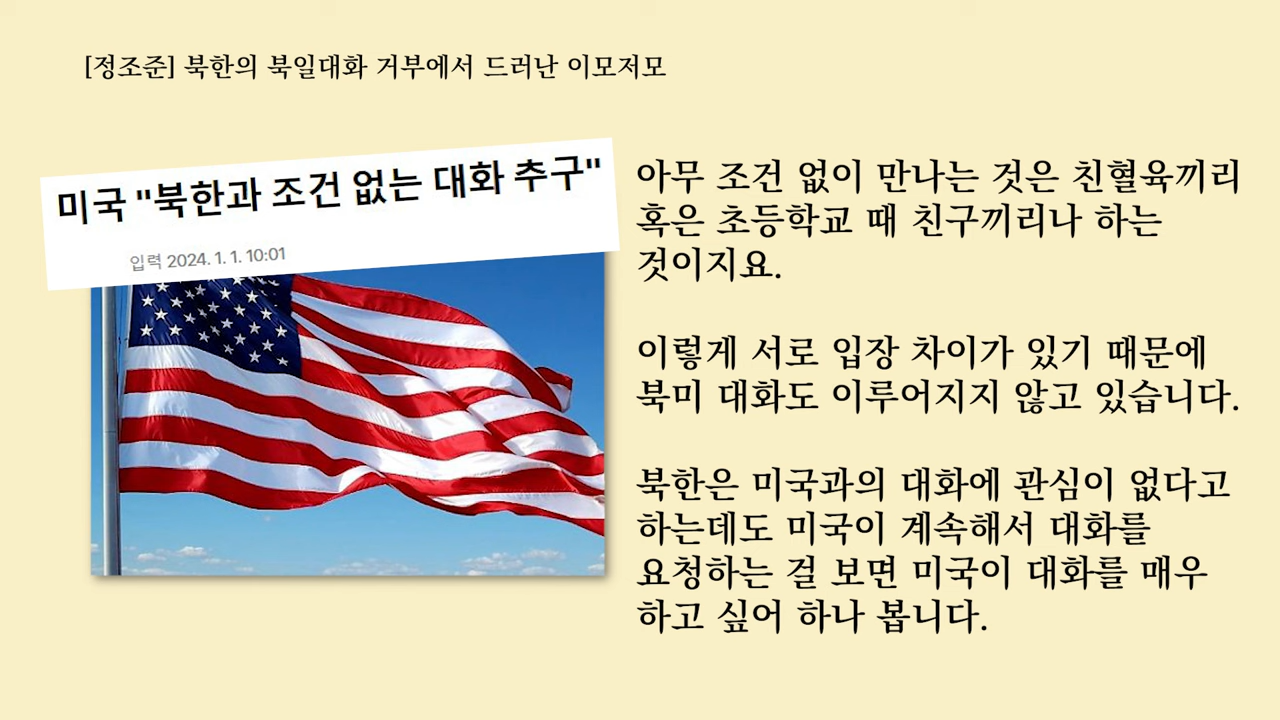 [정조준] 북한의 북일대화 거부에서 드러난 이모저모
미국 "북한과 조건 없는 대화 추구"
입력 2024. 1. 1. 10:01
아무 조건 없이 만나는 것은 친혈육끼리
혹은 초등학교 때 친구끼리나 하는
것이지요.
이렇게 서로 입장 차이가 있기 때문에
북미 대화도 이루어지지 않고 있습니다.
북한은 미국과의 대화에 관심이 없다고
하는데도 미국이 계속해서 대화를
요청하는 걸 보면 미국이 대화를 매우
하고 싶어 하나 봅니다.